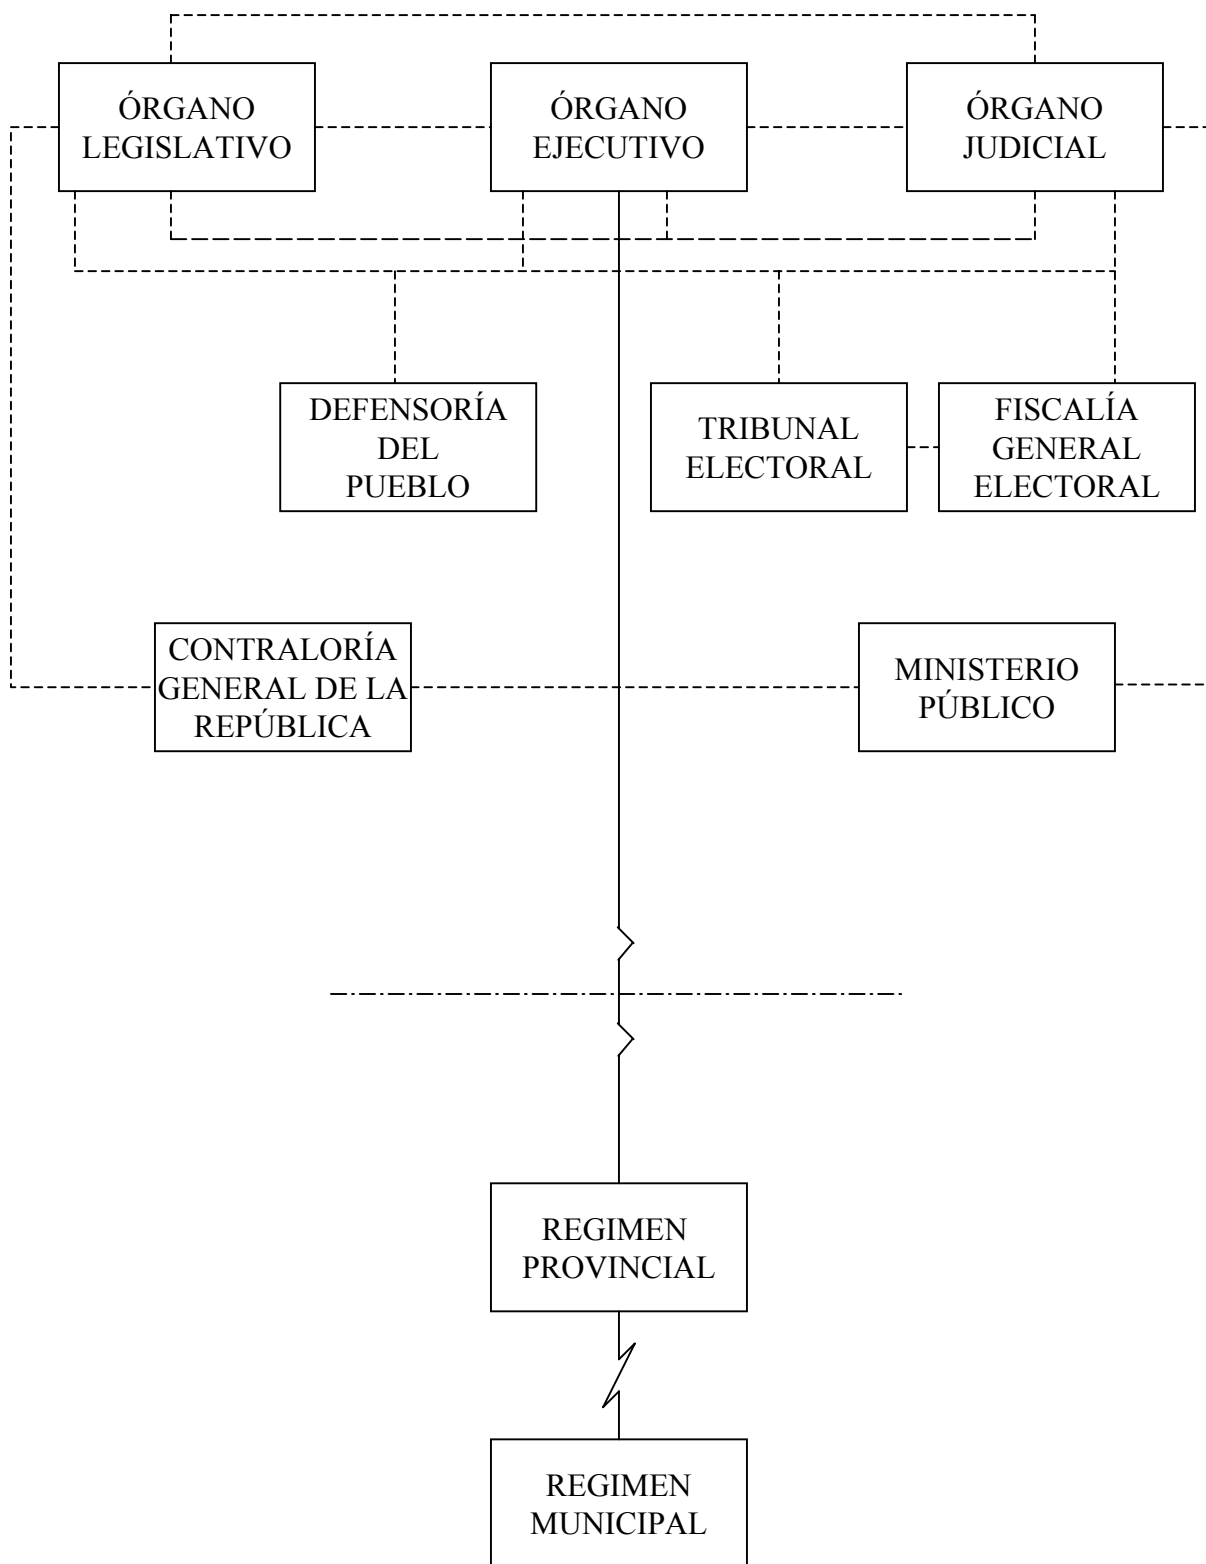 ÓRGANO
LEGISLATIVO
ÓRGANO
EJECUTIVO
ÓRGANO
JUDICIAL
DEFENSORÍA
DEL
PUEBLO
TRIBUNAL
ELECTORAL
FISCALÍA
GENERAL
ELECTORAL
CONTRALORÍA
GENERAL DE LA
REPÚBLICA
MINISTERIO
PÚBLICO
REGIMEN
PROVINCIAL
REGIMEN
MUNICIPAL